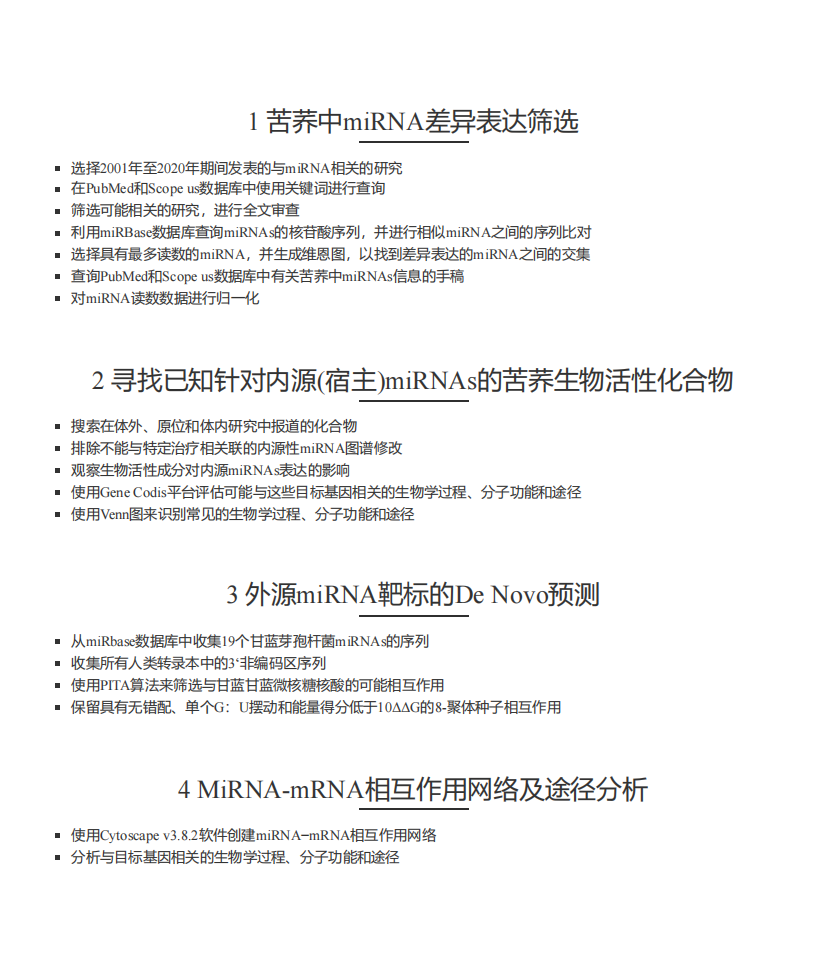 1 苦荞中miRNA差异表达筛选
▪ 选择2001年至2020年期间发表的与miRNA相关的研究
▪ 在PubMed和Scope us数据库中使用关键词进行查询
▪ 筛选可能相关的研究，进行全文审查
▪ 利用miRBase数据库查询miRNAs的核苷酸序列，并进行相似miRNA之间的序列比对
▪ 选择具有最多读数的miRNA，并生成维恩图，以找到差异表达的miRNA之间的交集
▪ 查询PubMed和Scope us数据库中有关苦荞中miRNAs信息的手稿
▪ 对miRNA读数数据进行归一化
2 寻找已知针对内源(宿主)miRNAs的苦荞生物活性化合物
▪ 搜索在体外、原位和体内研究中报道的化合物
▪ 排除不能与特定治疗相关联的内源性miRNA图谱修改
▪ 观察生物活性成分对内源miRNAs表达的影响
▪ 使用Gene Codis平台评估可能与这些目标基因相关的生物学过程、分子功能和途径
▪ 使用Venn图来识别常见的生物学过程、分子功能和途径
3 外源miRNA靶标的De Novo预测
▪ 从miRbase数据库中收集19个甘蓝芽孢杆菌miRNAs的序列
▪ 收集所有人类转录本中的3‘非编码区序列
▪ 使用PITA算法来筛选与甘蓝甘蓝微核糖核酸的可能相互作用
▪ 保留具有无错配、单个G：U摆动和能量得分低于10ΔΔG的8-聚体种子相互作用
4 MiRNA-mRNA相互作用网络及途径分析
▪ 使用Cytoscape v3.8.2软件创建miRNA–mRNA相互作用网络
▪ 分析与目标基因相关的生物学过程、分子功能和途径